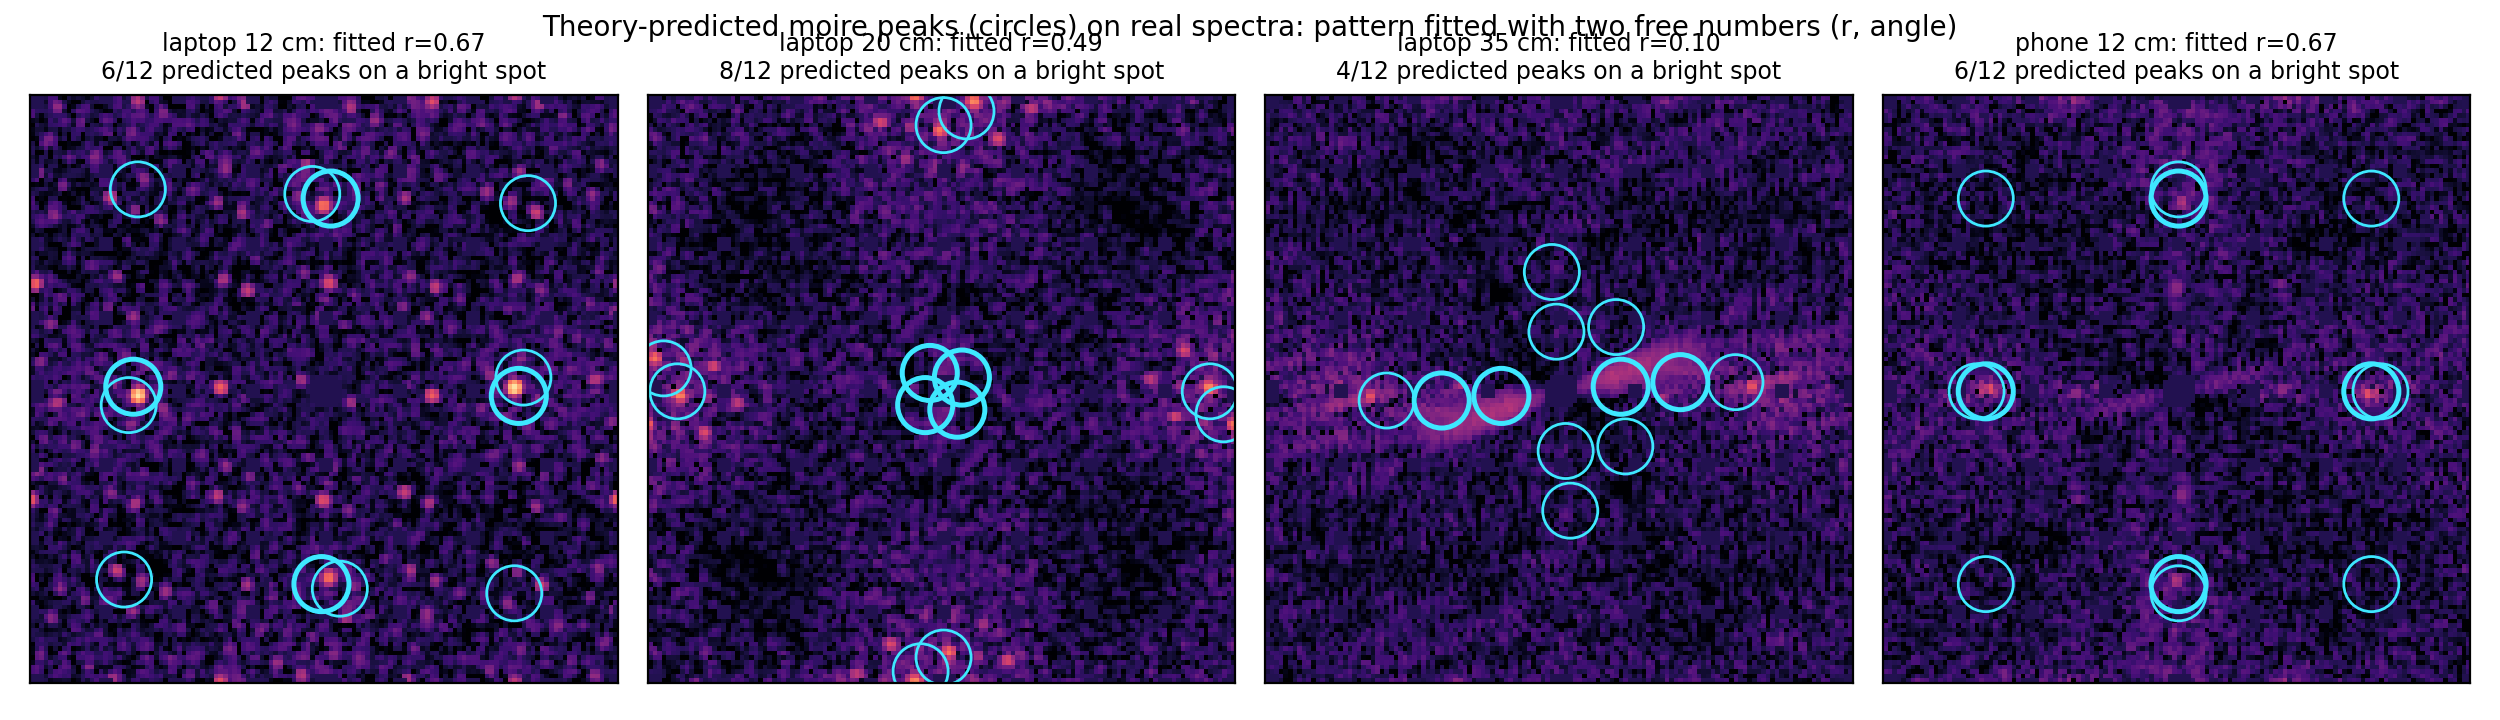 Theory-predicted moire peaks (circles) on real spectra: pattern fitted with two free numbers (r, angle)
laptop 12 cm: fitted r=0.67
6/12 predicted peaks on a bright spot
laptop 20 cm: fitted r=0.49
8/12 predicted peaks on a bright spot
laptop 35 cm: fitted r=0.10
4/12 predicted peaks on a bright spot
phone 12 cm: fitted r=0.67
6/12 predicted peaks on a bright spot